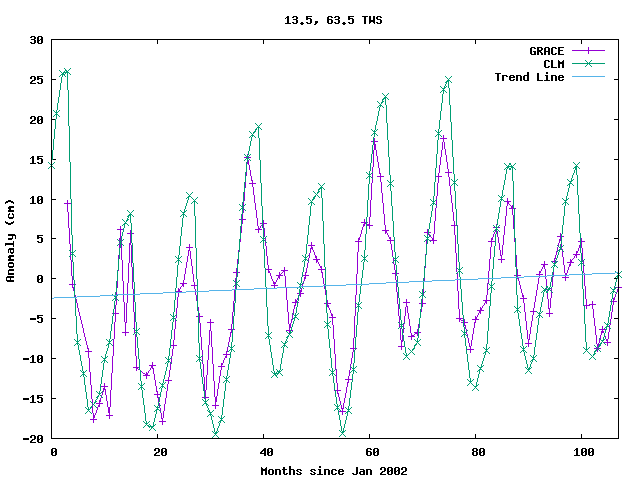 13.5, 63.5 TWS
GRACE
CLM
Trend Line
30
25
20
15
10
5
0
-5
-10
-15
-20
Anomaly (cm)
0 20 40 60 80 100
Months since Jan 2002